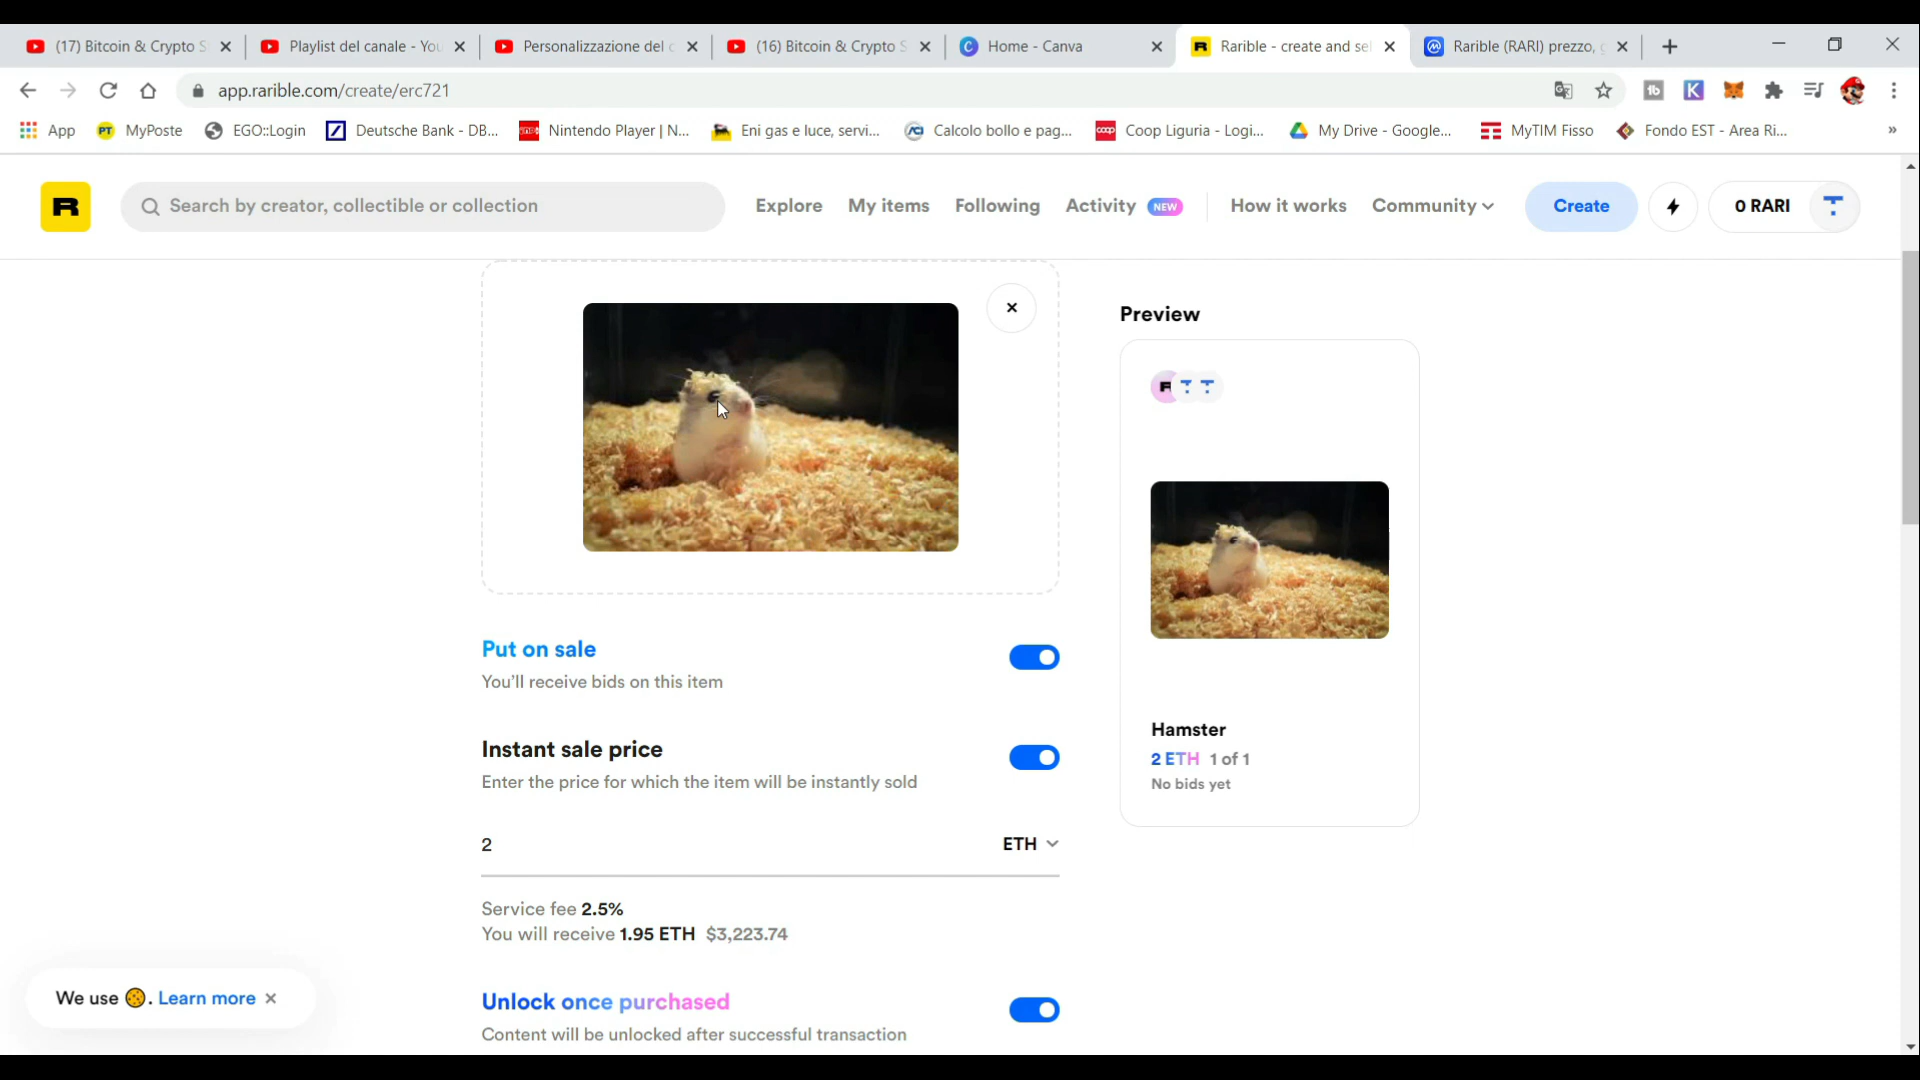 (17) Bitcoin & Crypto S
Playlist del canale - You
Personalizzazione del c
(16) Bitcoin & Crypto S
Home - Canva
Rarible - create and sel
Rarible (RARI) prezzo, g
app.rarible.com/create/erc721
App
MyPoste
EGO::Login
Deutsche Bank - DB...
Nintendo Player | N...
Eni gas e luce, servi...
Calcolo bollo e pag...
Coop Liguria - Logi...
My Drive - Google...
MyTIM Fisso
Fondo EST - Area Ri...
Search by creator, collectible or collection
Explore
My items
Following
Activity NEW
How it works
Community
Create
0 RARI
Preview
Hamster
2 ETH 1 of 1
No bids yet
Put on sale
You'll receive bids on this item
Instant sale price
Enter the price for which the item will be instantly sold
2
ETH
Service fee 2.5%
You will receive 1.95 ETH $3,223.74
Unlock once purchased
Content will be unlocked after successful transaction
We use 🍪. Learn more